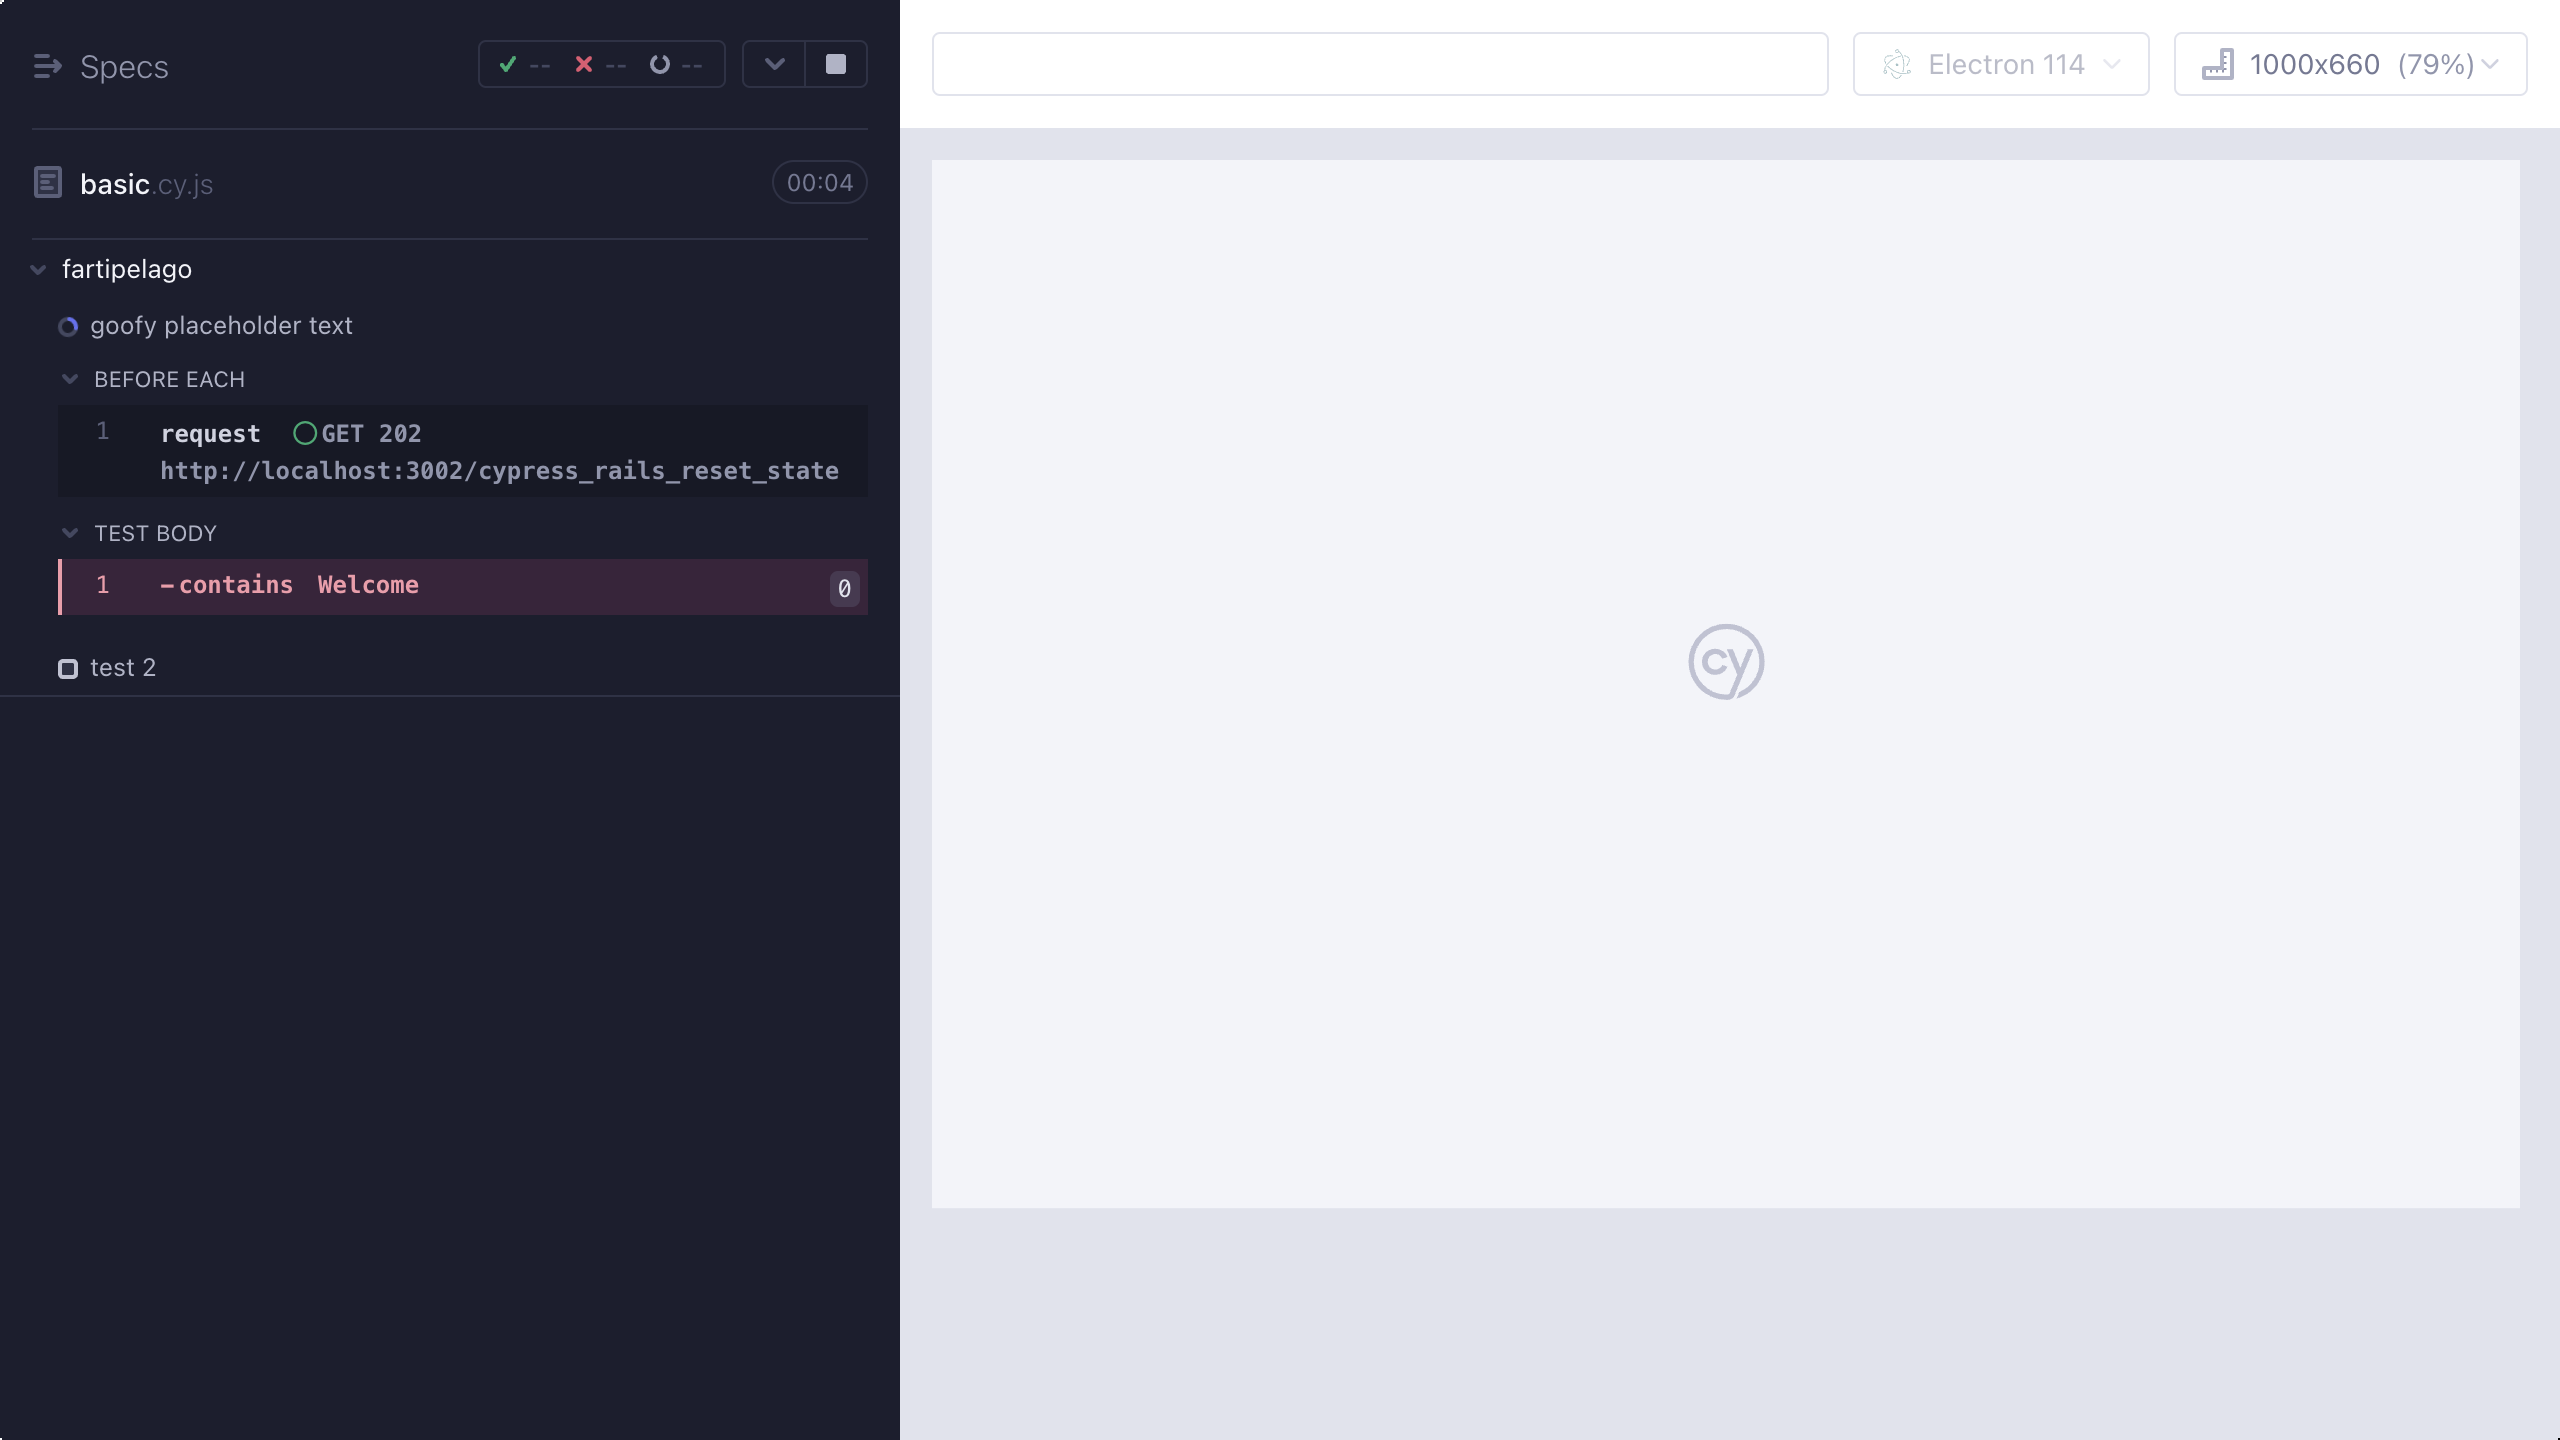 Specs
-- -- --
basic.cy.js
00:04
fartipelago
goofy placeholder text
BEFORE EACH
1 request GET 202
http://localhost:3002/cypress_rails_reset_state
TEST BODY
1 -contains Welcome 0
test 2
Electron 114
1000x660 (79%)
cy